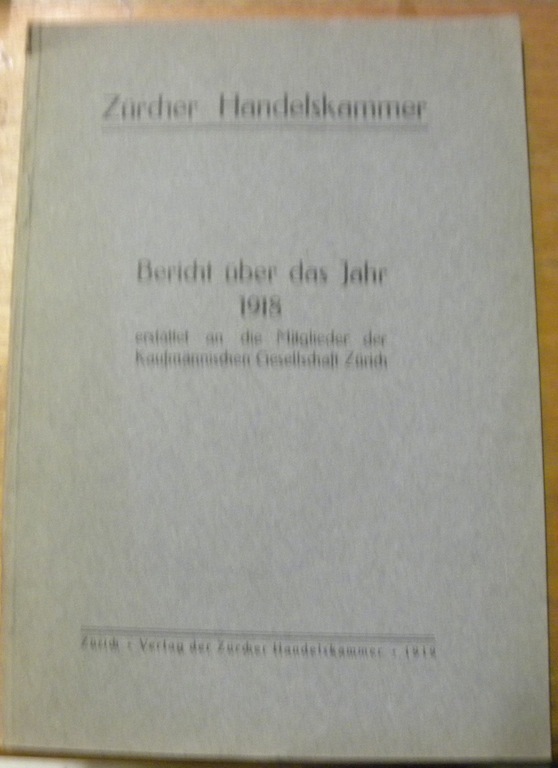 Zürcher Handelskammer
Bericht über das Jahr
1918
erstattet an die Mitglieder der
Kaufmännischen Gesellschaft Zürich
Zürich : Verlag der Zürcher Handelskammer : 1919